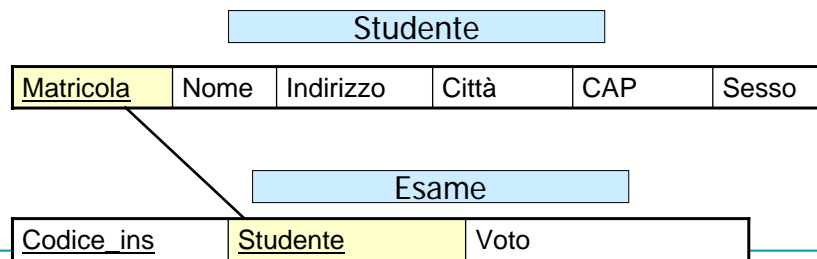 Studente
Matricola Nome Indirizzo Città CAP Sesso
Esame
Codice_ins Studente Voto